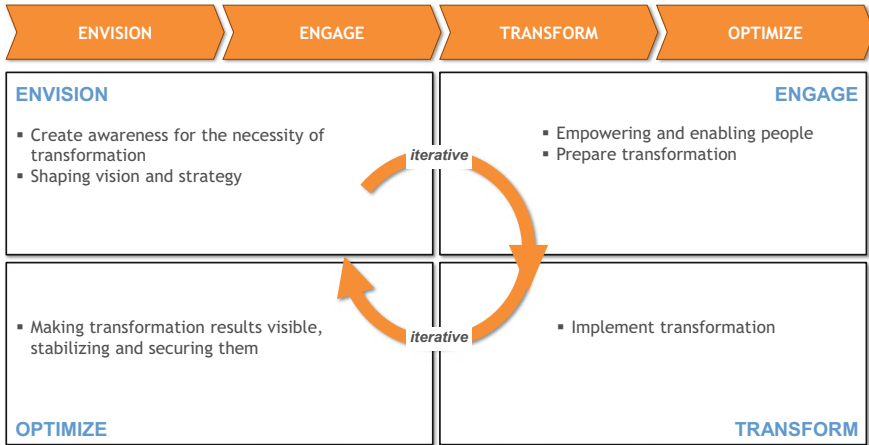 ENVISION
ENGAGE
TRANSFORM
OPTIMIZE
ENVISION
▪ Create awareness for the necessity of
transformation
▪ Shaping vision and strategy
ENGAGE
▪ Empowering and enabling people
▪ Prepare transformation
iterative
▪ Making transformation results visible,
stabilizing and securing them
OPTIMIZE
iterative
▪ Implement transformation
TRANSFORM